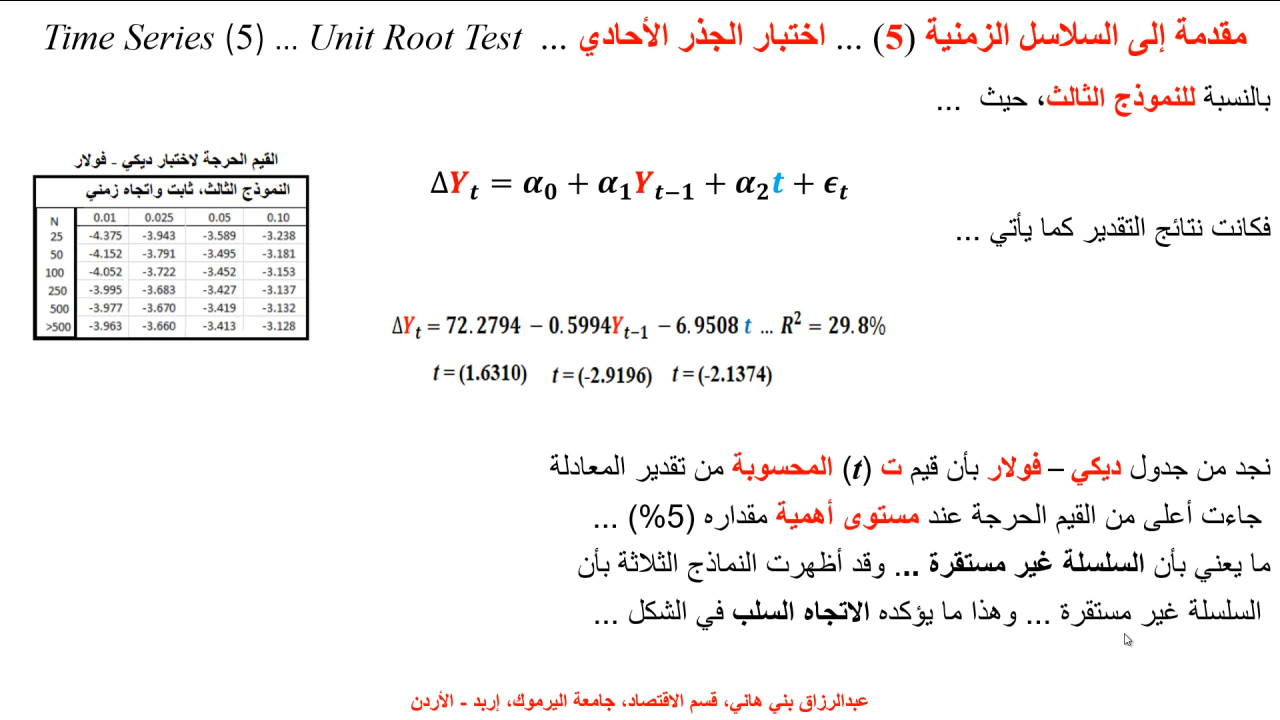 مقدمة إلى السلاسل الزمنية (5) ... اختبار الجذر الأحادي ... Time Series (5) ... Unit Root Test
بالنسبة للنموذج الثالث، حيث ...
القيم الحرجة لاختبار ديكي - فولار
النموذج الثالث، ثابت واتجاه زمني
N 0.01 0.025 0.05 0.10
25 -4.375 -3.943 -3.589 -3.238
50 -4.152 -3.791 -3.495 -3.181
100 -4.052 -3.722 -3.452 -3.153
250 -3.995 -3.683 -3.427 -3.137
500 -3.977 -3.670 -3.419 -3.132
>500 -3.963 -3.660 -3.413 -3.128
ΔYₜ = α₀ + α₁Yₜ₋₁ + α₂t + ϵₜ
فكانت نتائج التقدير كما يأتي ...
ΔYₜ = 72.2794 − 0.5994Yₜ₋₁ − 6.9508 t ... R² = 29.8%
t = (1.6310) t = (-2.9196) t = (-2.1374)
نجد من جدول ديكي – فولار بأن قيم ت (t) المحسوبة من تقدير المعادلة
جاءت أعلى من القيم الحرجة عند مستوى أهمية مقداره (5%) ...
ما يعني بأن السلسلة غير مستقرة ... وقد أظهرت النماذج الثلاثة بأن
السلسلة غير مستقرة ... وهذا ما يؤكده الاتجاه السلب في الشكل ...
عبدالرزاق بني هاني، قسم الاقتصاد، جامعة اليرموك، إربد - الأردن